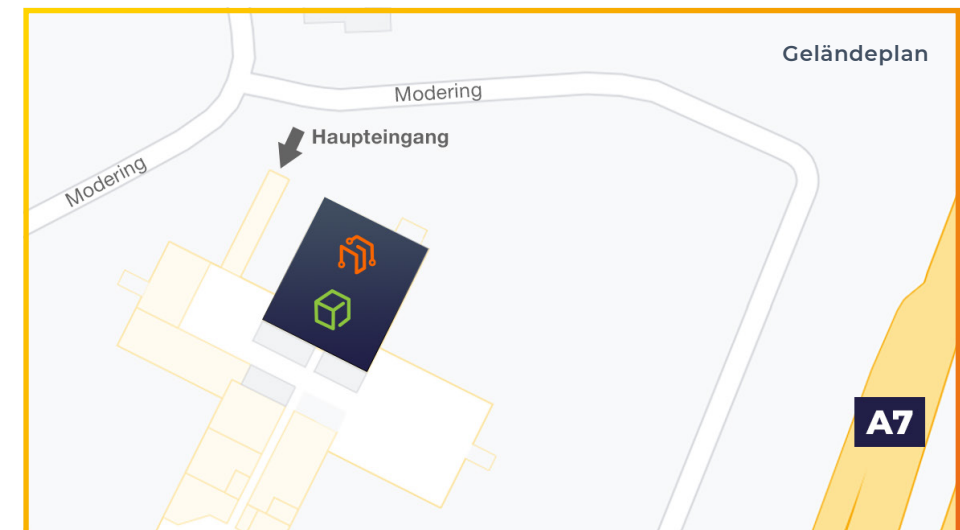 Geländeplan
Modering
Haupteingang
Modering
A7